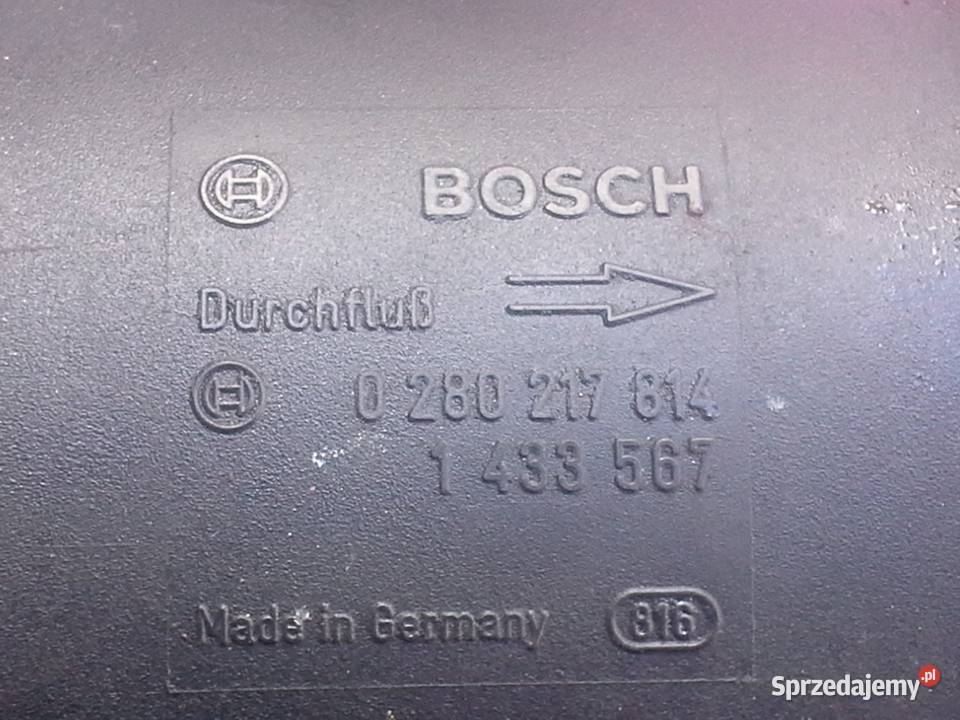 BOSCH
Durchfluß
0 280 217 814
1 433 567
Made in Germany 816
Sprzedajemy.pl